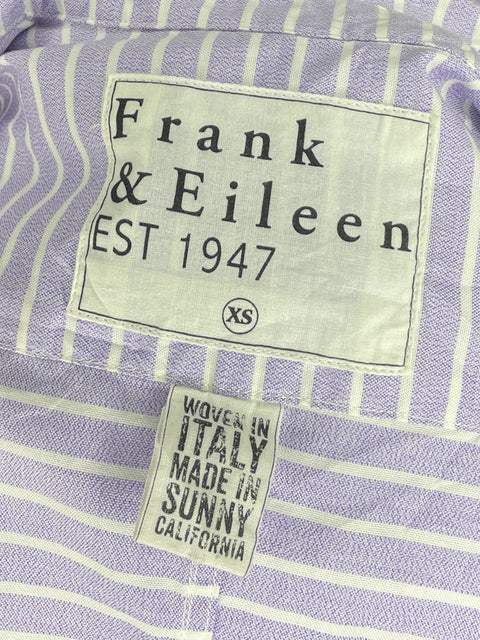 Frank
& Eileen
EST 1947
XS
WOVEN IN
ITALY
MADE IN
SUNNY
CALIFORNIA